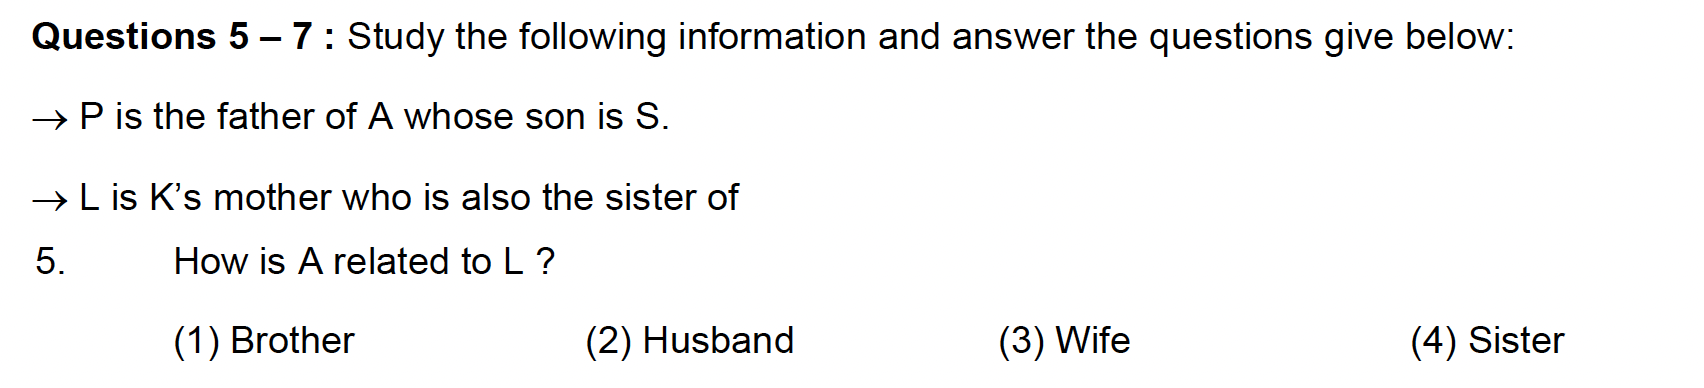 Questions 5 – 7 : Study the following information and answer the questions give below:
→ P is the father of A whose son is S.
→ L is K’s mother who is also the sister of
5. How is A related to L ?
(1) Brother (2) Husband (3) Wife (4) Sister